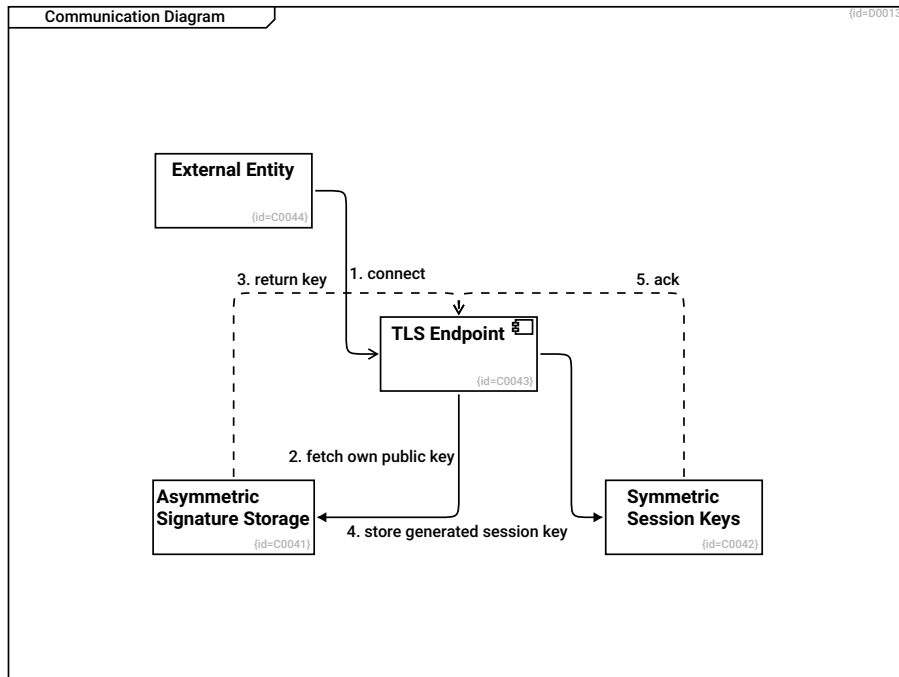 Communication Diagram
{id=D0013
External Entity
{id=C0044}
3. return key
1. connect
5. ack
TLS Endpoint
{id=C0043}
2. fetch own public key
Asymmetric
Signature Storage
{id=C0041}
4. store generated session key
Symmetric
Session Keys
{id=C0042}